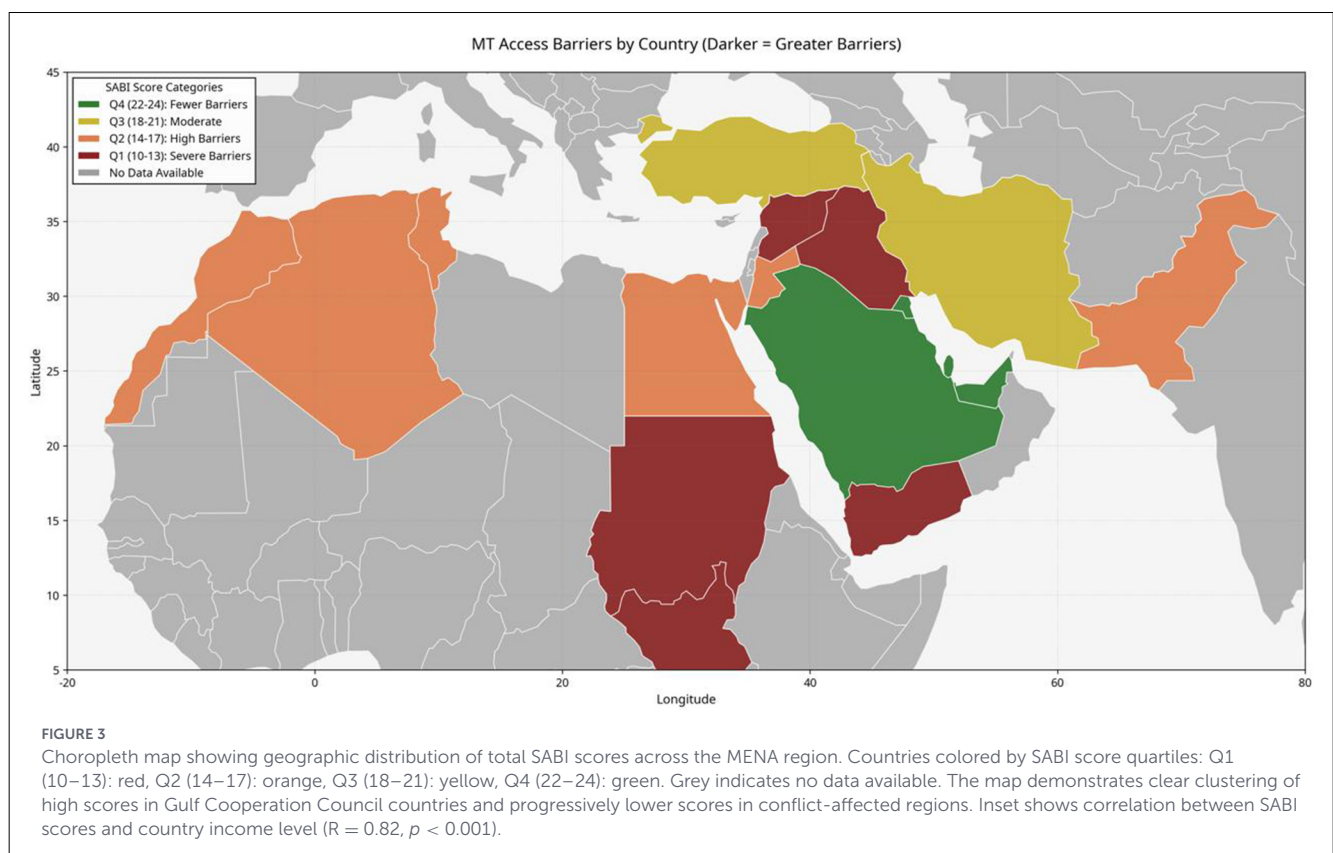 MT Access Barriers by Country (Darker = Greater Barriers)
SABI Score Categories
Q4 (22-24): Fewer Barriers
Q3 (18-21): Moderate
Q2 (14-17): High Barriers
Q1 (10-13): Severe Barriers
No Data Available
45
40
35
30
25
20
15
10
5
Latitude
-20
0
20
40
60
80
Longitude
FIGURE 3
Choropleth map showing geographic distribution of total SABI scores across the MENA region. Countries colored by SABI score quartiles: Q1
(10–13): red, Q2 (14–17): orange, Q3 (18–21): yellow, Q4 (22–24): green. Grey indicates no data available. The map demonstrates clear clustering of
high scores in Gulf Cooperation Council countries and progressively lower scores in conflict-affected regions. Inset shows correlation between SABI
scores and country income level (R = 0.82, p < 0.001).